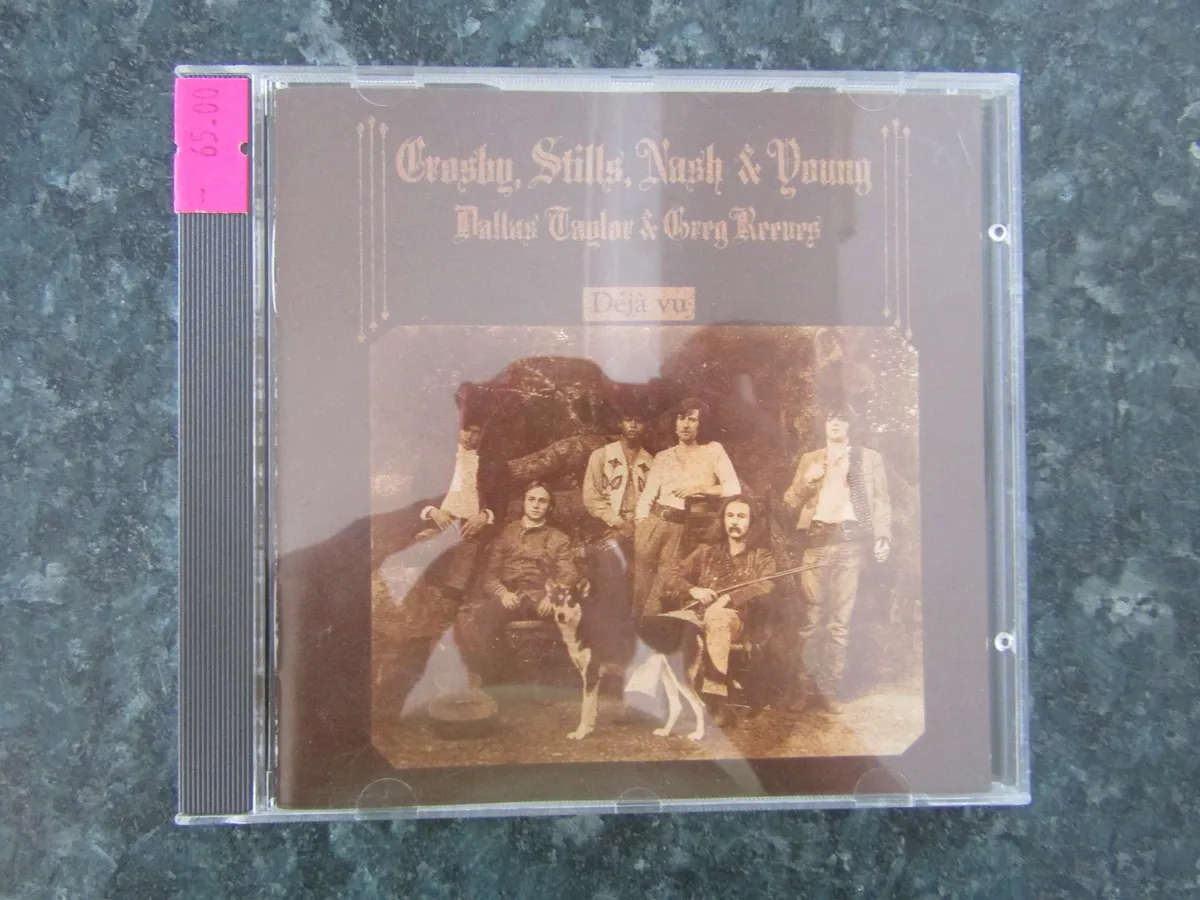 65.00
Crosby, Stills, Nash & Young
Dallas Taylor & Greg Reeves
Déjà vu